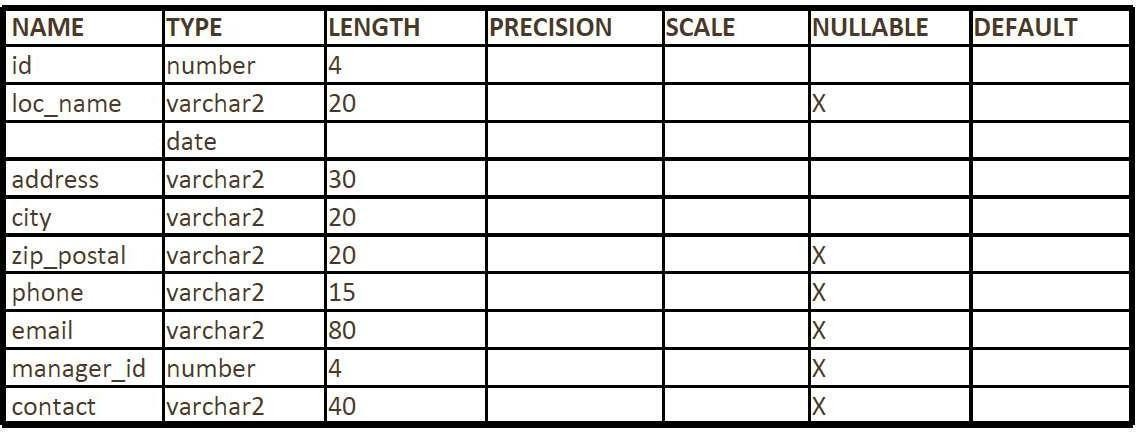 NAME TYPE LENGTH PRECISION SCALE NULLABLE DEFAULT
id number 4
loc_name varchar2 20 X
date
address varchar2 30
city varchar2 20
zip_postal varchar2 20 X
phone varchar2 15 X
email varchar2 80 X
manager_id number 4 X
contact varchar2 40 X